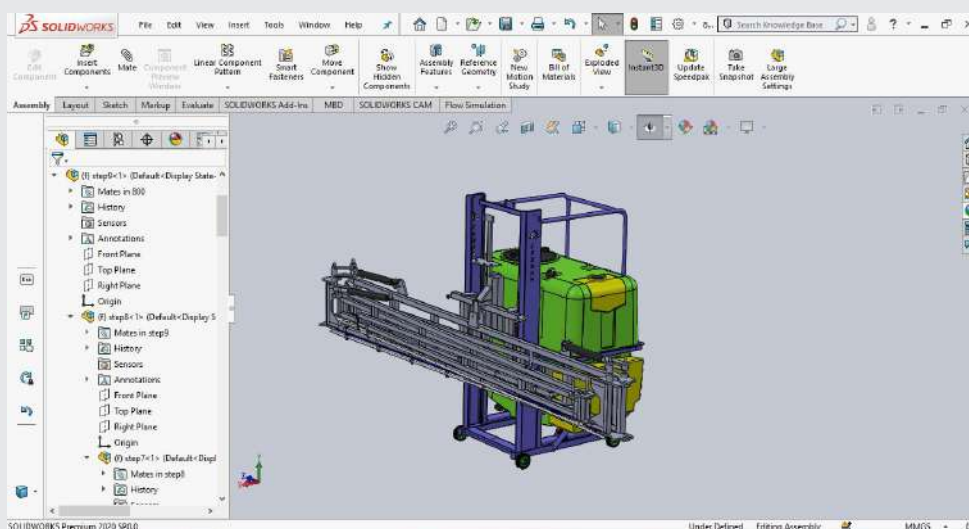 SOLIDWORKS File Edit View Insert Tools Window Help Search Knowledge Base
Edit Component
Insert Components
Mate
Component Preview Window
Linear Component Pattern
Smart Fasteners
Move Component
Show Hidden Components
Assembly Features
Reference Geometry
New Motion Study
Bill of Materials
Exploded View
Instant3D
Update Speedpak
Take Snapshot
Large Assembly Settings
Assembly Layout Sketch Markup Evaluate SOLIDWORKS Add-Ins MBD SOLIDWORKS CAM Flow Simulation
(f) step9<1> (Default<Display State-
Mates in 800
History
Sensors
Annotations
Front Plane
Top Plane
Right Plane
Origin
(f) step8<1> (Default<Display S
Mates in step9
History
Sensors
Annotations
Front Plane
Top Plane
Right Plane
Origin
(f) step7<1> (Default<Displ
Mates in step8
History
SOLIDWORKS Premium 2020 SP0.0 Under Defined Editing Assembly MMGS